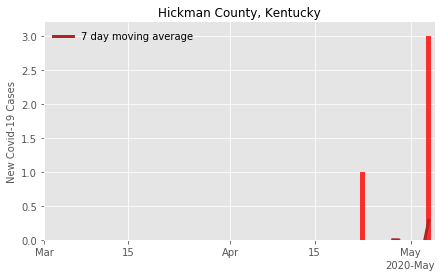 Hickman County, Kentucky
7 day moving average
New Covid-19 Cases
3.0
2.5
2.0
1.5
1.0
0.5
0.0
Mar 15 Apr 15 May
2020-May